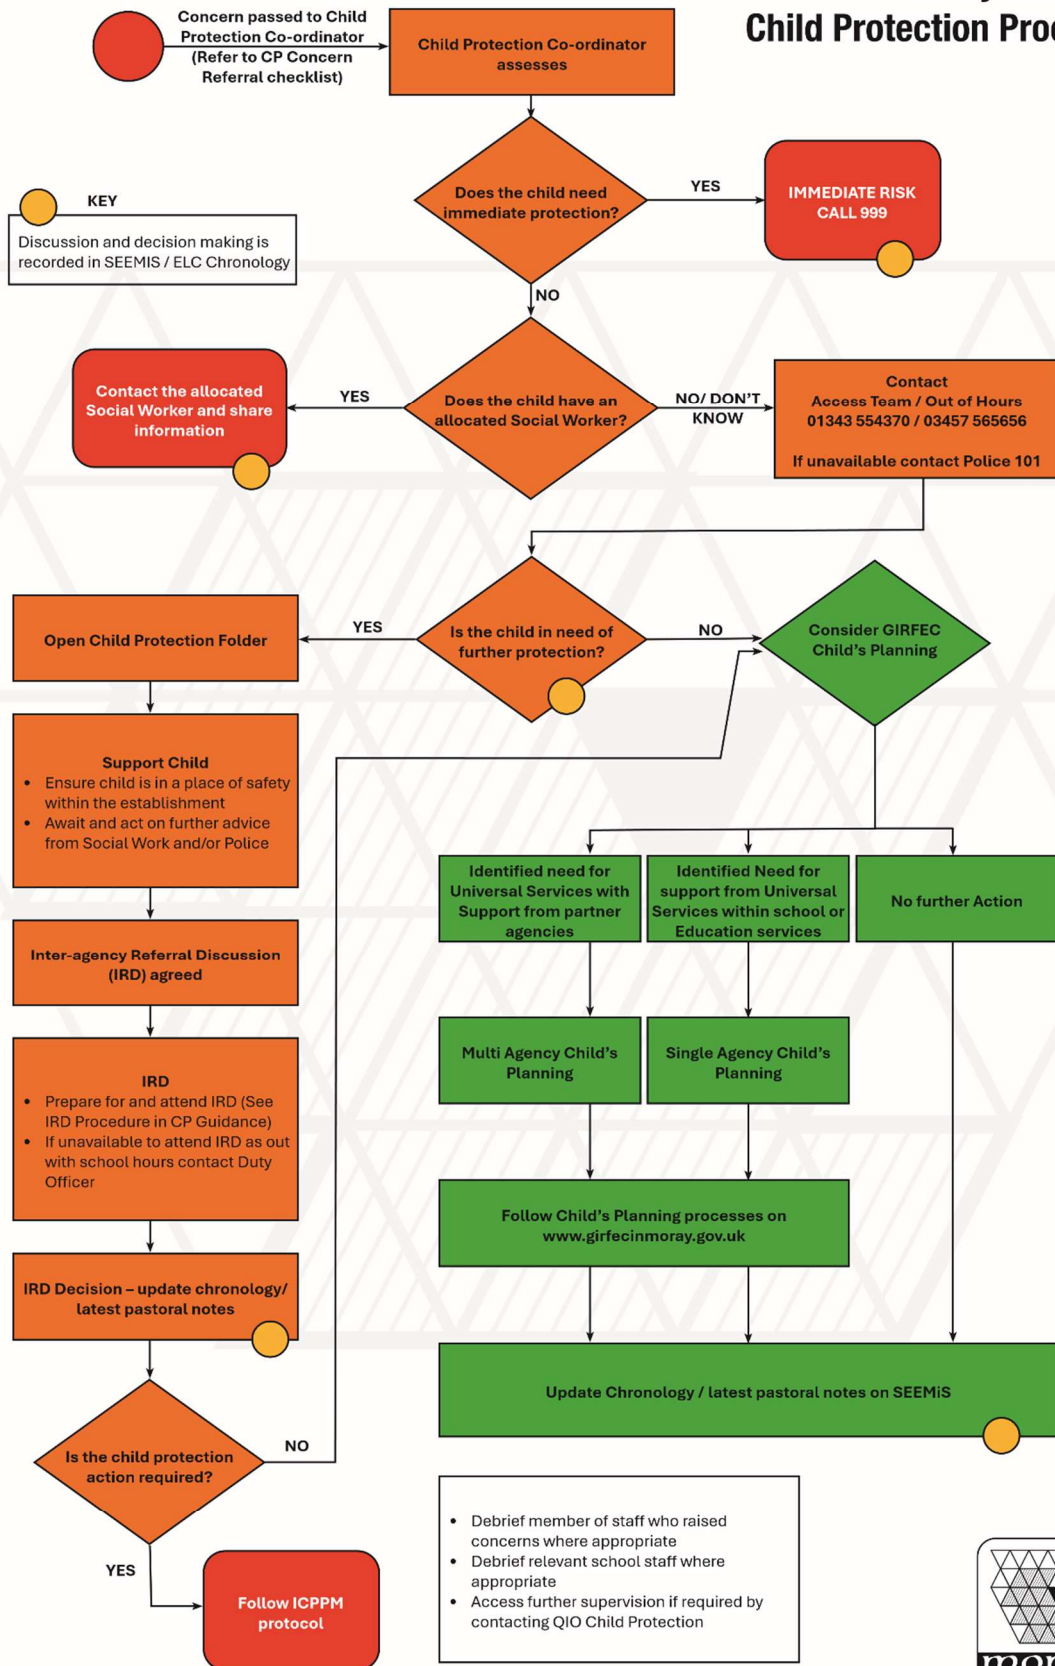 Child Protection
Concern passed to Child
Protection Co-ordinator
(Refer to CP Concern
Referral checklist)
Child Protection Co-ordinator
assesses
KEY
Discussion and decision making is
recorded in SEEMIS / ELC Chronology
Does the child need
immediate protection?
YES
IMMEDIATE RISK
CALL 999
NO
Contact the allocated
Social Worker and share
information
YES
Does the child have an
allocated Social Worker?
NO/ DON'T
KNOW
Contact
Access Team / Out of Hours
01343 554370 / 03457 565656
If unavailable contact Police 101
Open Child Protection Folder
YES
Is the child in need of
further protection?
NO
Consider GIRFEC
Child's Planning
Support Child
• Ensure child is in a place of safety
within the establishment
• Await and act on further advice
from Social Work and/or Police
Identified need for
Universal Services with
Support from partner
agencies
Identified Need for
support from Universal
Services within school or
Education services
No further Action
Inter-agency Referral Discussion
(IRD) agreed
Multi Agency Child's
Planning
Single Agency Child's
Planning
IRD
• Prepare for and attend IRD (See
IRD Procedure in CP Guidance)
• If unavailable to attend IRD as out
with school hours contact Duty
Officer
Follow Child's Planning processes on
www.girfecinmoray.gov.uk
IRD Decision – update chronology/
latest pastoral notes
Update Chronology / latest pastoral notes on SEEMiS
Is the child protection
action required?
NO
YES
Follow ICPPM
protocol
• Debrief member of staff who raised
concerns where appropriate
• Debrief relevant school staff where
appropriate
• Access further supervision if required by
contacting QIO Child Protection